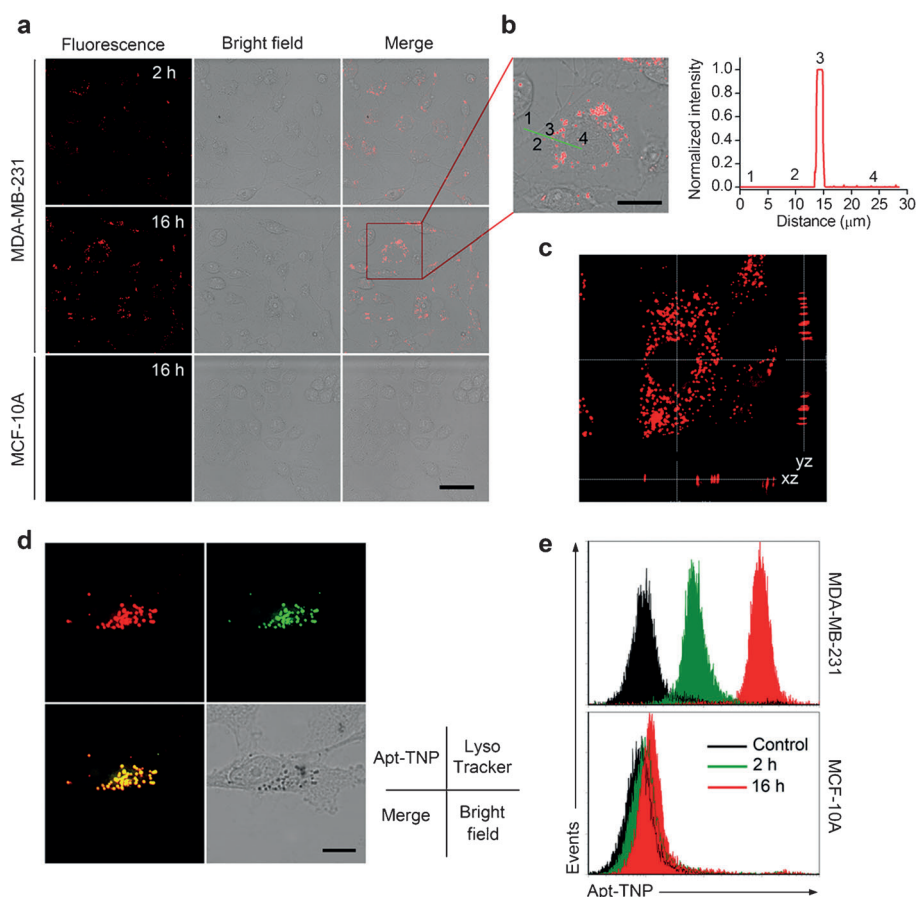 a
Fluorescence Bright field Merge
MDA-MB-231
2 h
16 h
MCF-10A
16 h
b
1
2
3
4
Normalized intensity
1.0
0.8
0.6
0.4
0.2
0.0
1 2 3 4
0 5 10 15 20 25 30
Distance (μm)
c
yz
xz
d
Apt-TNP Lyso Tracker
Merge Bright field
e
MDA-MB-231
MCF-10A
Control
2 h
16 h
Events
Apt-TNP